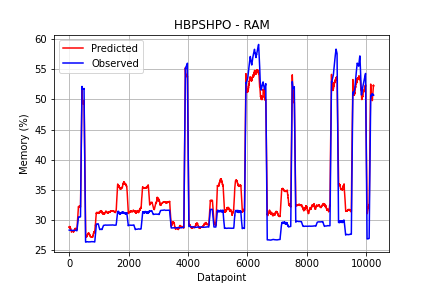 HBPSHPO - RAM
Predicted
Observed
Memory (%)
60
55
50
45
40
35
30
25
0
2000
4000
6000
8000
10000
Datapoint